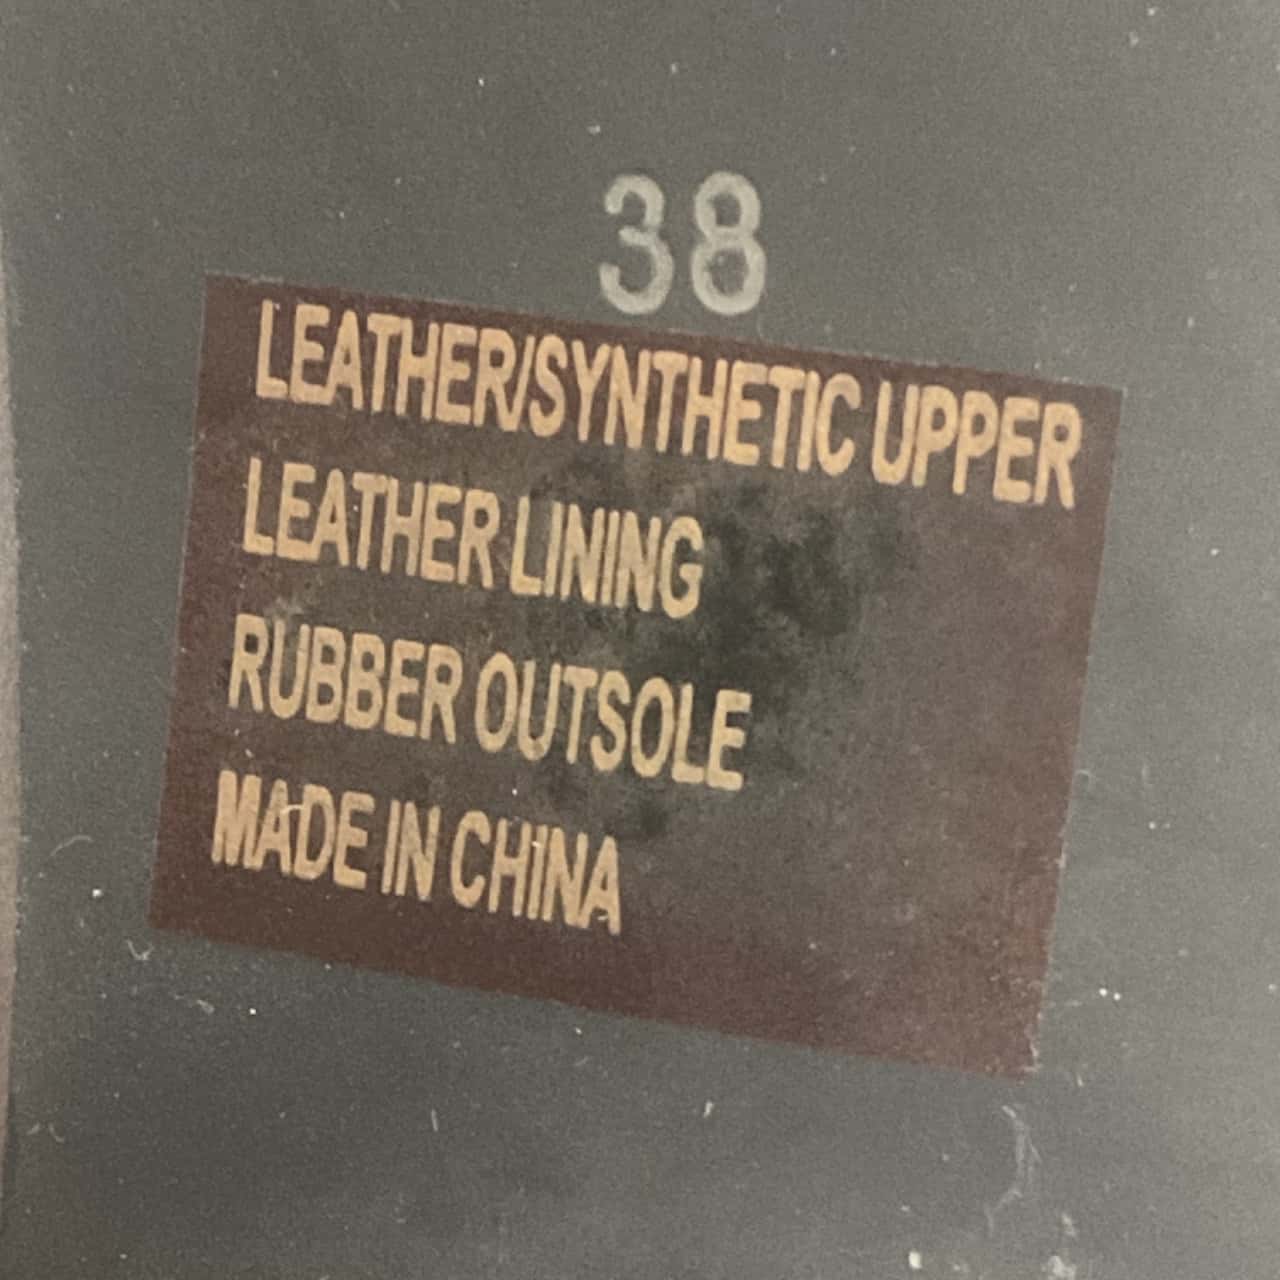 38
LEATHER/SYNTHETIC UPPER
LEATHER LINING
RUBBER OUTSOLE
MADE IN CHINA